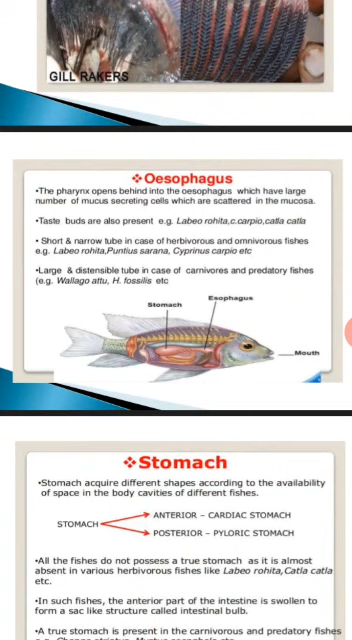 GILL RAKERS
❖Oesophagus
•The pharynx opens behind into the oesophagus which have large
number of mucus secreting cells which are scattered in the mucosa.
•Taste buds are also present e.g. Labeo rohita,c.carpio,catla catla
• Short & narrow tube in case of herbivorous and omnivorous fishes
e.g. Labeo rohita,Puntius sarana, Cyprinus carpio etc
•Large & distensible tube in case of carnivores and predatory fishes
(e.g. Wallago attu, H. fossilis etc
Stomach
Esophagus
Mouth
❖Stomach
•Stomach acquire different shapes according to the availability
of space in the body cavities of different fishes.
ANTERIOR – CARDIAC STOMACH
STOMACH
POSTERIOR – PYLORIC STOMACH
•All the fishes do not possess a true stomach as it is almost
absent in various herbivorous fishes like Labeo rohita,Catla catla
etc.
•In such fishes, the anterior part of the intestine is swollen to
form a sac like structure called intestinal bulb.
•A true stomach is present in the carnivorous and predatory fishes